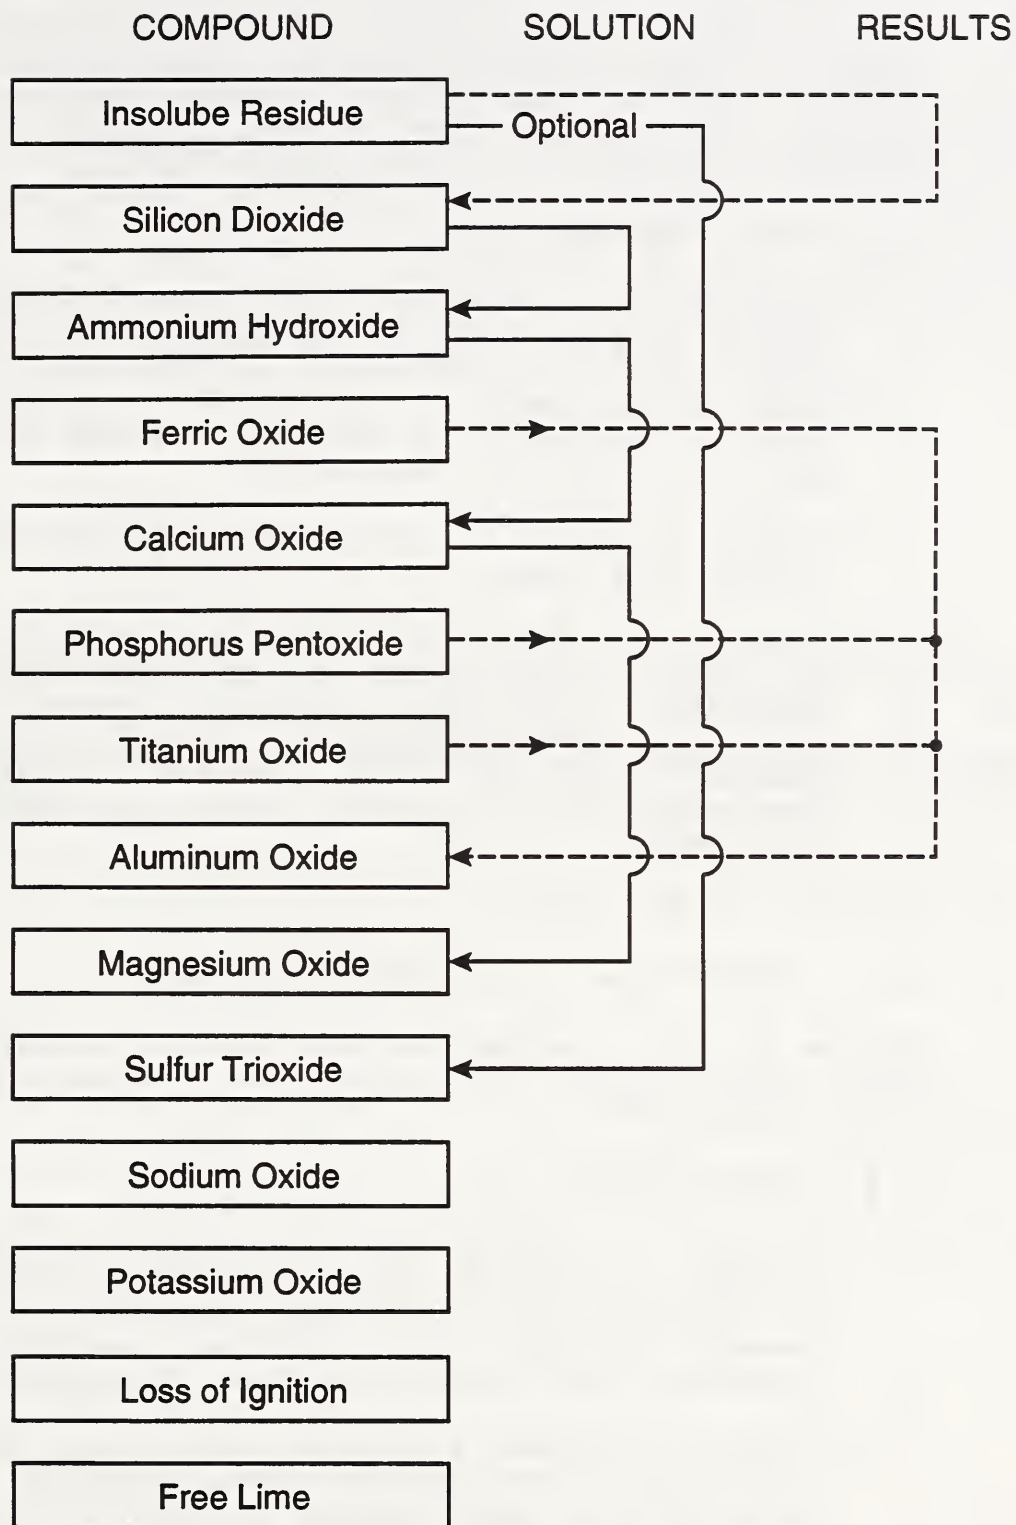 COMPOUND SOLUTION RESULTS
Insolube Residue
Optional
Silicon Dioxide
Ammonium Hydroxide
Ferric Oxide
Calcium Oxide
Phosphorus Pentoxide
Titanium Oxide
Aluminum Oxide
Magnesium Oxide
Sulfur Trioxide
Sodium Oxide
Potassium Oxide
Loss of Ignition
Free Lime